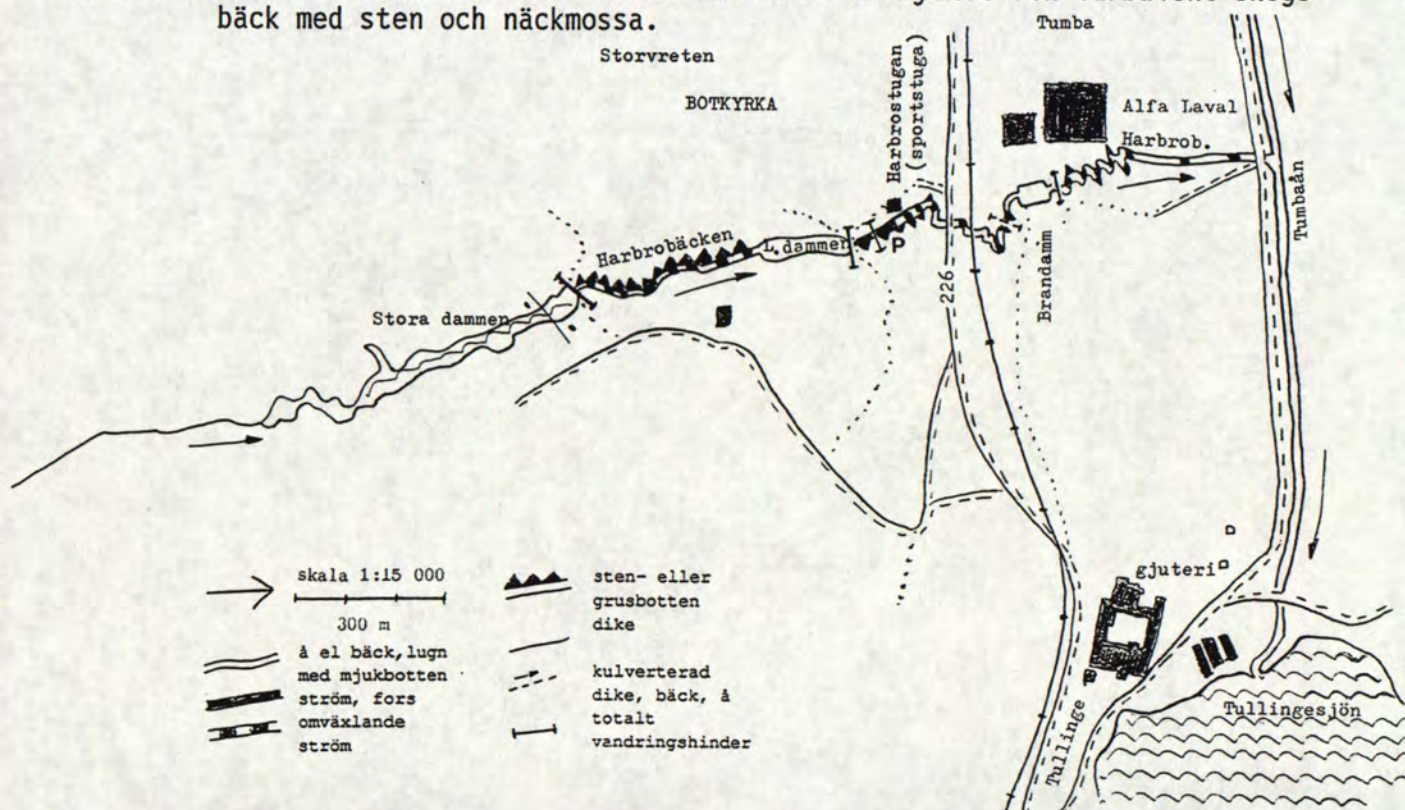 bäck med sten och näckmossa.
Tumba
Storvreten
BOTKYRKA
Harbrostugan
(sportstuga)
Alfa Laval
Harbrob.
Tumbaån
Harbrobäcken
L.dammen
P
226
Brandamm
Stora dammen
gjuteri
Tullinge
Tullingesjön
skala 1:15 000
300 m
å el bäck, lugn
med mjukbotten
ström, fors
omväxlande
ström
sten- eller
grusbotten
dike
kulverterad
dike, bäck, å
totalt
vandringshinder